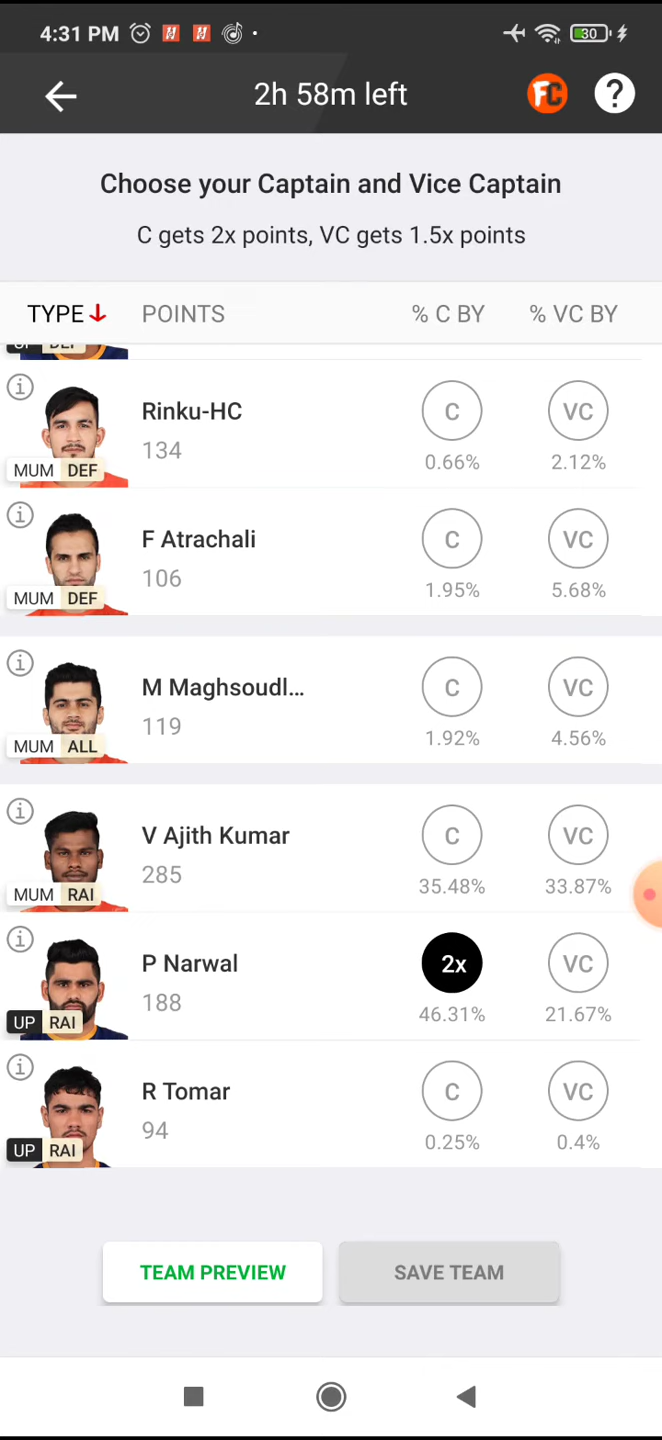 4:31 PM
30
2h 58m left
FC
?
Choose your Captain and Vice Captain
C gets 2x points, VC gets 1.5x points
TYPE POINTS % C BY % VC BY
UP DEF
Rinku-HC
134
C
0.66%
VC
2.12%
MUM DEF
F Atrachali
106
C
1.95%
VC
5.68%
MUM DEF
M Maghsoudl...
119
C
1.92%
VC
4.56%
MUM ALL
V Ajith Kumar
285
C
35.48%
VC
33.87%
MUM RAI
P Narwal
188
2x
46.31%
VC
21.67%
UP RAI
R Tomar
94
C
0.25%
VC
0.4%
UP RAI
TEAM PREVIEW
SAVE TEAM